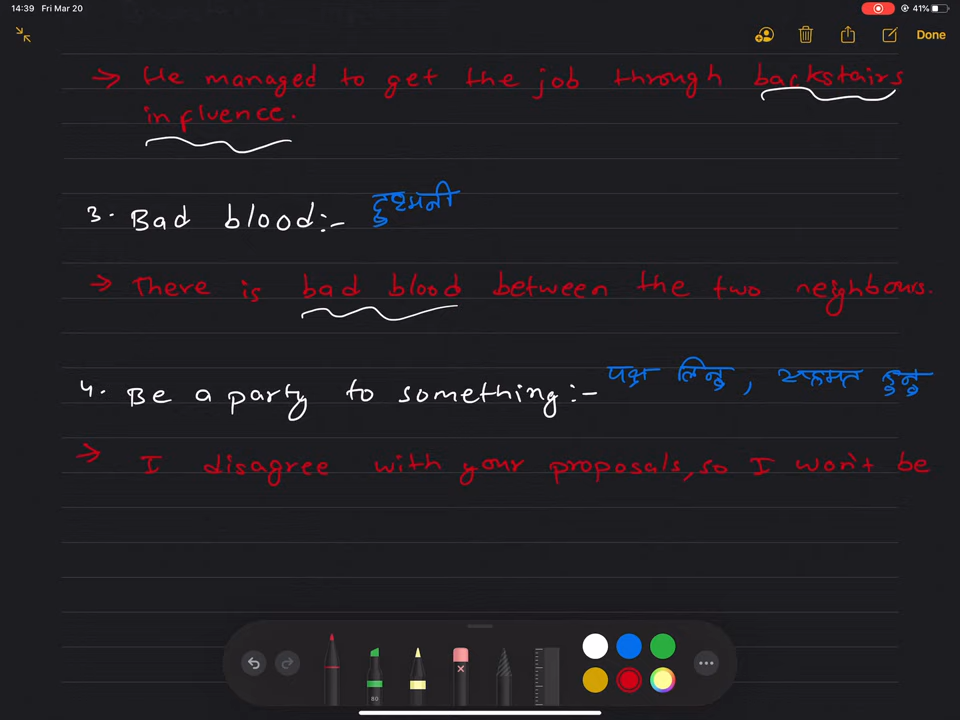 14:39 Fri Mar 20 41%
Done
→ He managed to get the job through backstairs
influence.
3. Bad blood:- दुश्मनी
→ There is bad blood between the two neighbours.
4. Be a party to something:- पक्ष लिनु, एकमत हुनु
→ I disagree with your proposals, so I won't be
80